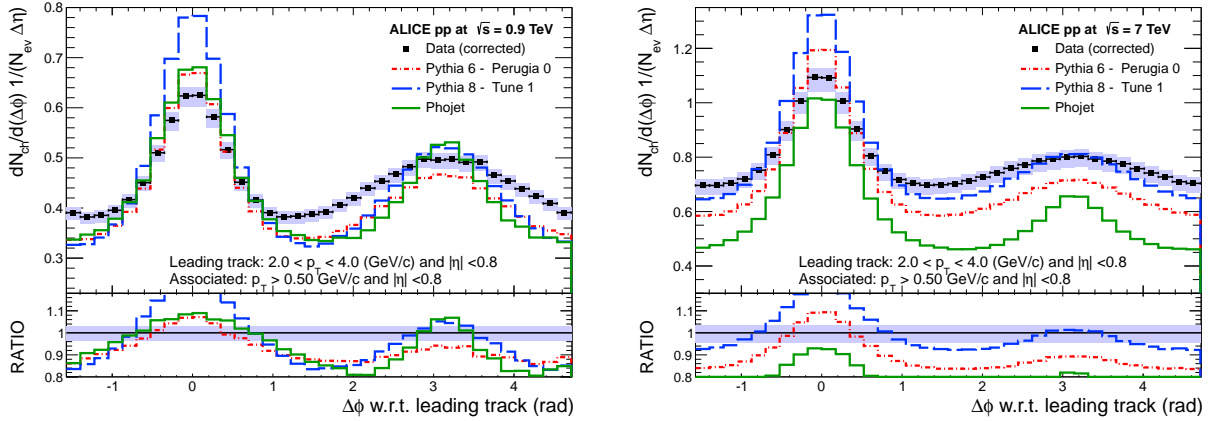 dN_ch/d(Δϕ) 1/(N_ev Δη)
0.8
0.7
0.6
0.5
0.4
0.3
ALICE pp at √s = 0.9 TeV
Data (corrected)
Pythia 6 - Perugia 0
Pythia 8 - Tune 1
Phojet
Leading track: 2.0 < p_T < 4.0 (GeV/c) and |η| <0.8
Associated: p_T > 0.50 GeV/c and |η| <0.8
RATIO
1.1
1
0.9
0.8
-1 0 1 2 3 4
Δϕ w.r.t. leading track (rad)
dN_ch/d(Δϕ) 1/(N_ev Δη)
1.2
1
0.8
0.6
0.4
ALICE pp at √s = 7 TeV
Data (corrected)
Pythia 6 - Perugia 0
Pythia 8 - Tune 1
Phojet
Leading track: 2.0 < p_T < 4.0 (GeV/c) and |η| <0.8
Associated: p_T > 0.50 GeV/c and |η| <0.8
RATIO
1.1
1
0.9
0.8
-1 0 1 2 3 4
Δϕ w.r.t. leading track (rad)